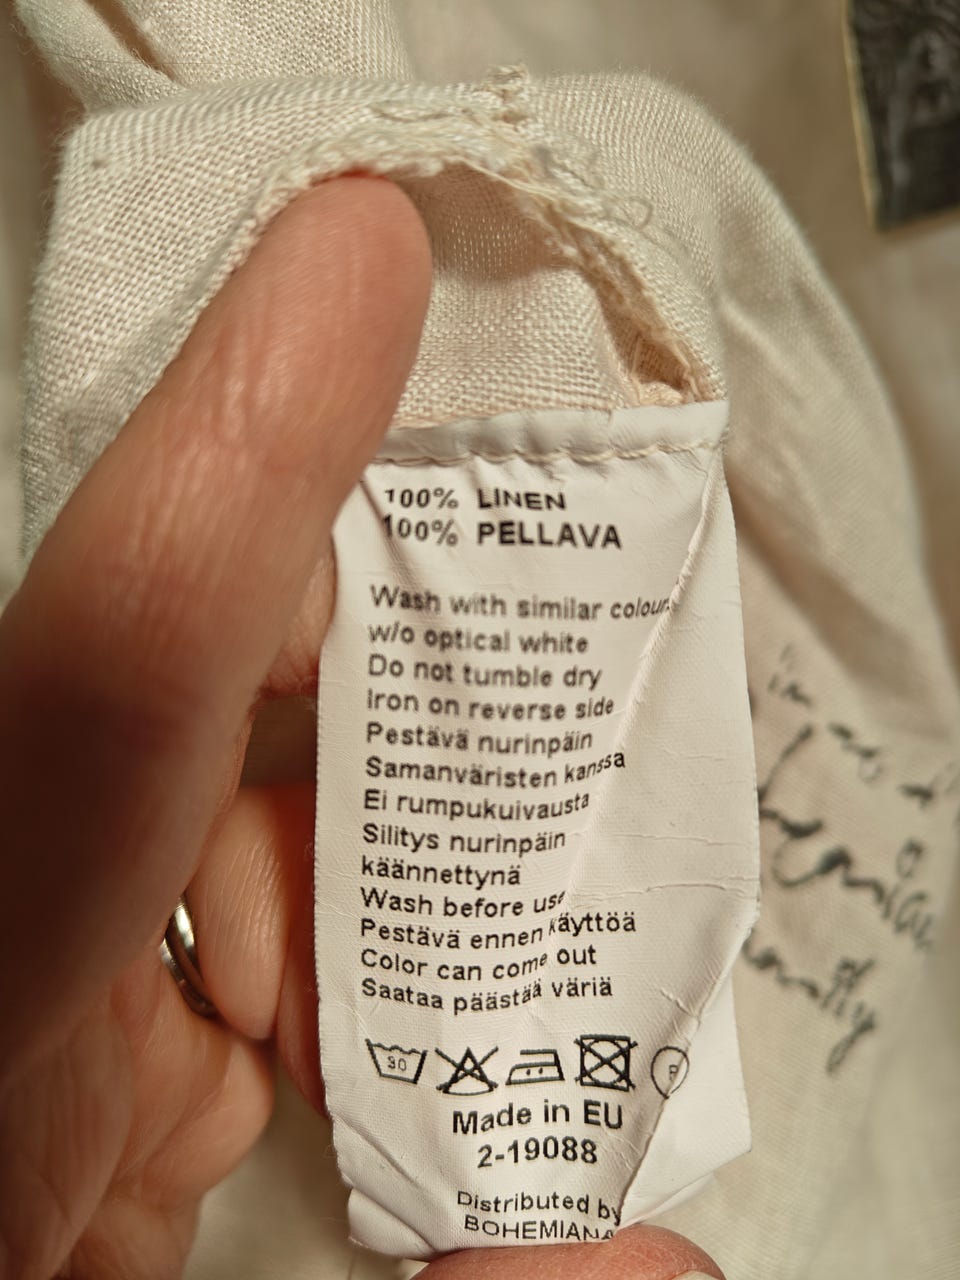 100% LINEN
100% PELLAVA
Wash with similar colour
w/o optical white
Do not tumble dry
Iron on reverse side
Pestävä nurinpäin
Samanväristen kanssa
Ei rumpukuivausta
Silitys nurinpäin
käännettynä
Wash before use
Pestävä ennen käyttöä
Color can come out
Saataa päästää väriä
30
P
Made in EU
2-19088
Distributed by
BOHEMIANA